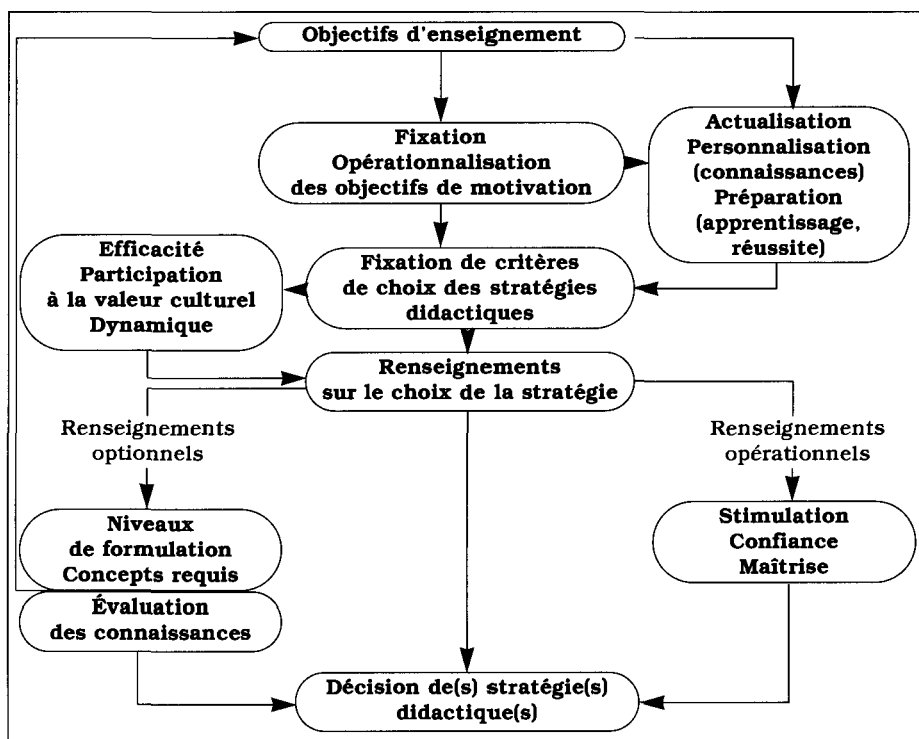 Objectifs d'enseignement
Fixation
Opérationnalisation
des objectifs de motivation
Actualisation
Personnalisation
(connaissances)
Préparation
(apprentissage,
réussite)
Efficacité
Participation
à la valeur culturel
Dynamique
Fixation de critères
de choix des stratégies
didactiques
Renseignements
sur le choix de la stratégie
Renseignements
optionnels
Renseignements
opérationnels
Niveaux
de formulation
Concepts requis
Stimulation
Confiance
Maîtrise
Évaluation
des connaissances
Décision de(s) stratégie(s)
didactique(s)